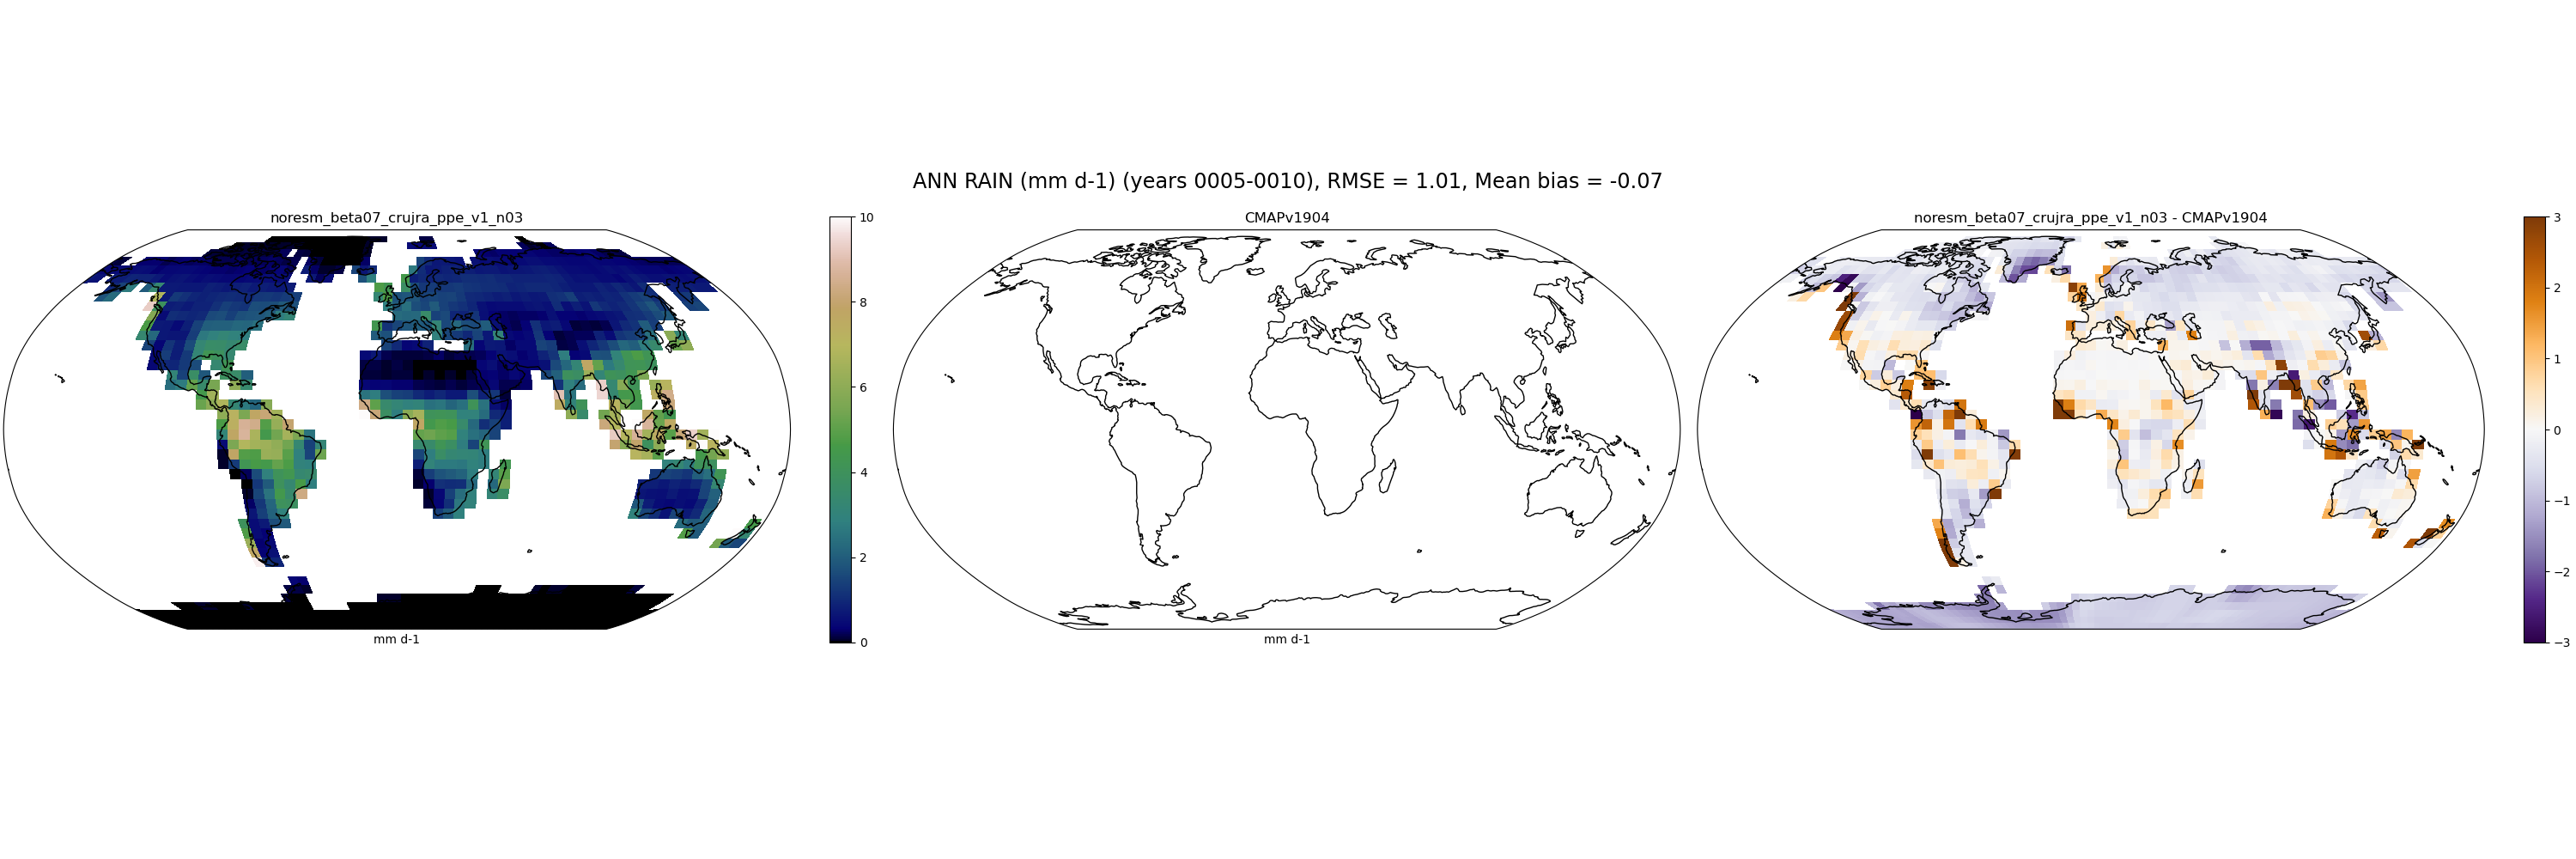 ANN RAIN (mm d-1) (years 0005-0010), RMSE = 1.01, Mean bias = -0.07
noresm_beta07_crujra_ppe_v1_n03
10
8
6
4
2
0
mm d-1
CMAPv1904
mm d-1
noresm_beta07_crujra_ppe_v1_n03 - CMAPv1904
3
2
1
0
−1
−2
−3